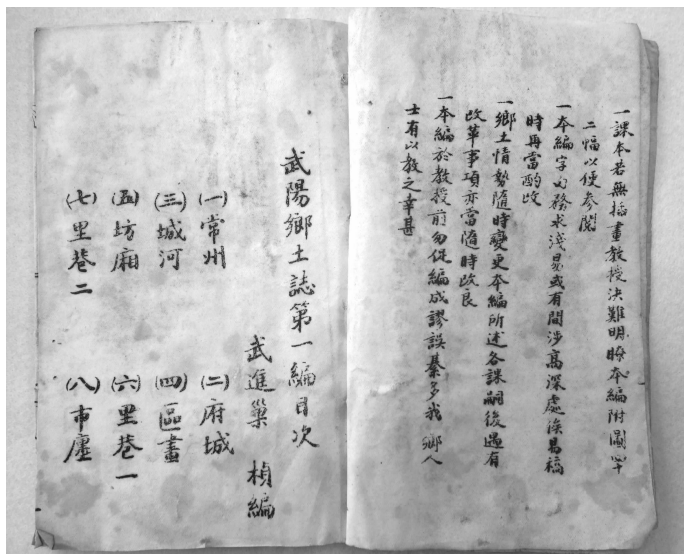 一課本若無插畫教授決難明瞭本編附圖四十
二幅以便參閱
一本編字句務求淺易或有間涉高深處俟易稿
時再當酌改
一鄉土情勢隨時變更本編所述各課嗣後遇有
改革事項亦當隨時改良
一本編於教授前匆促編成謬誤綦多我 鄉人
士有以教之幸甚
武陽鄉土誌第一編目次
武進巢 楨編
(一)常州 (二)府城
(三)城河 (四)區畫
(五)坊廂 (六)里巷一
(七)里巷二 (八)市廛